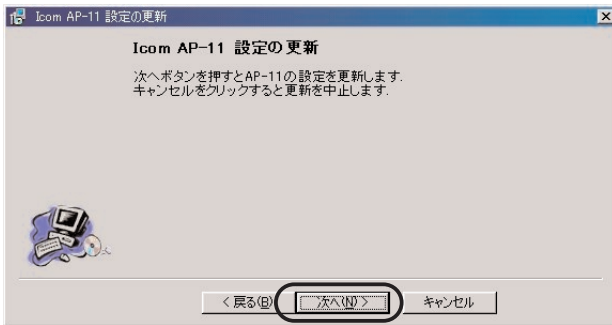 Icom AP-11 設定の更新
Icom AP-11 設定の更新
次へボタンを押すとAP-11の設定を更新します.
キャンセルをクリックすると更新を中止します.
< 戻る(B)
次へ(N) >
キャンセル